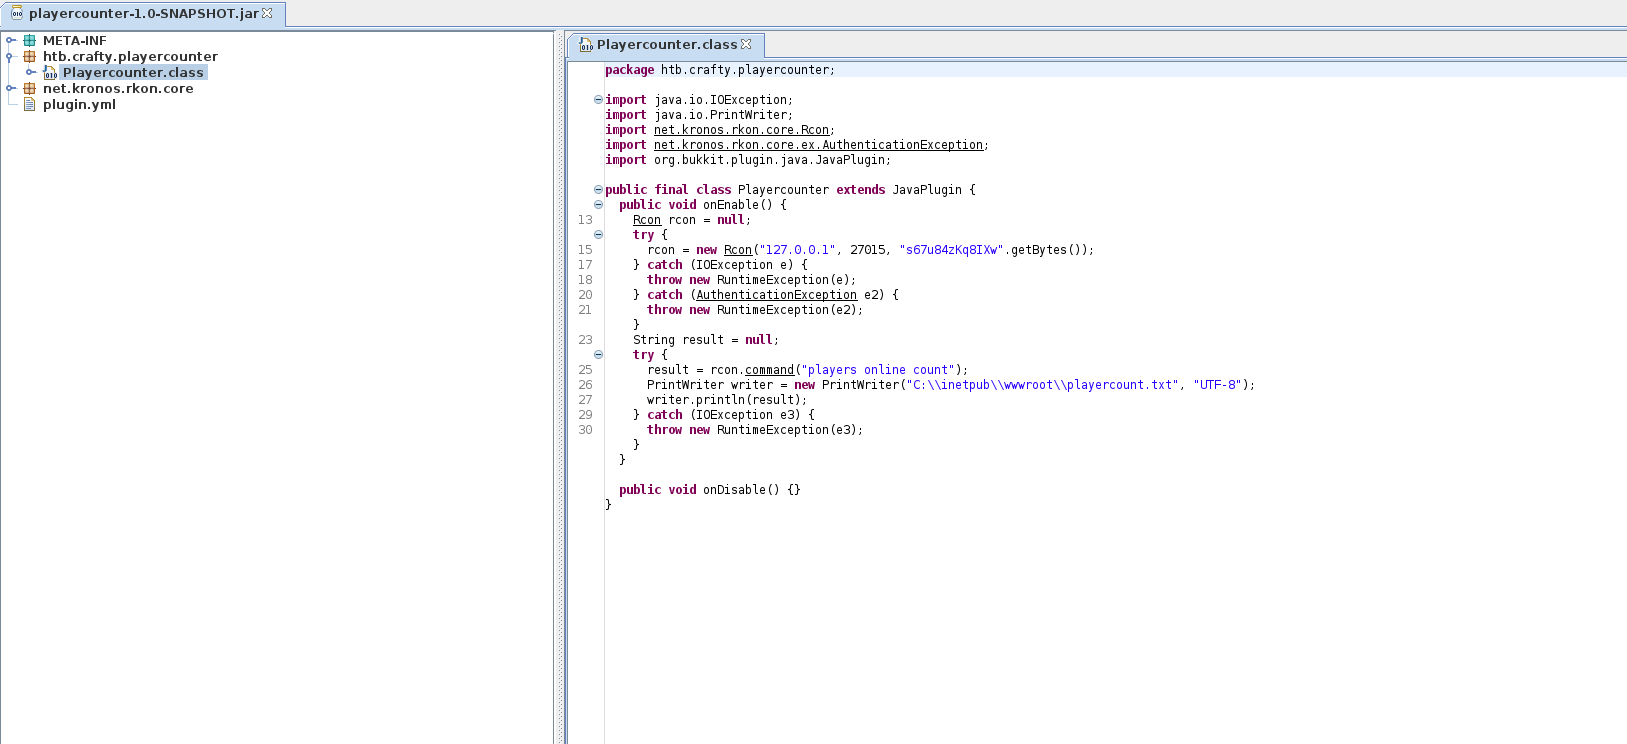 playercounter-1.0-SNAPSHOT.jar
META-INF
htb.crafty.playercounter
Playercounter.class
net.kronos.rkon.core
plugin.yml
Playercounter.class
package htb.crafty.playercounter;
import java.io.IOException;
import java.io.PrintWriter;
import net.kronos.rkon.core.Rcon;
import net.kronos.rkon.core.ex.AuthenticationException;
import org.bukkit.plugin.java.JavaPlugin;
public final class Playercounter extends JavaPlugin {
public void onEnable() {
13 Rcon rcon = null;
try {
15 rcon = new Rcon("127.0.0.1", 27015, "s67u84zKq8IXw".getBytes());
17 } catch (IOException e) {
18 throw new RuntimeException(e);
20 } catch (AuthenticationException e2) {
21 throw new RuntimeException(e2);
}
23 String result = null;
try {
25 result = rcon.command("players online count");
26 PrintWriter writer = new PrintWriter("C:\\inetpub\\wwwroot\\playercount.txt", "UTF-8");
27 writer.println(result);
29 } catch (IOException e3) {
30 throw new RuntimeException(e3);
}
}
public void onDisable() {}
}